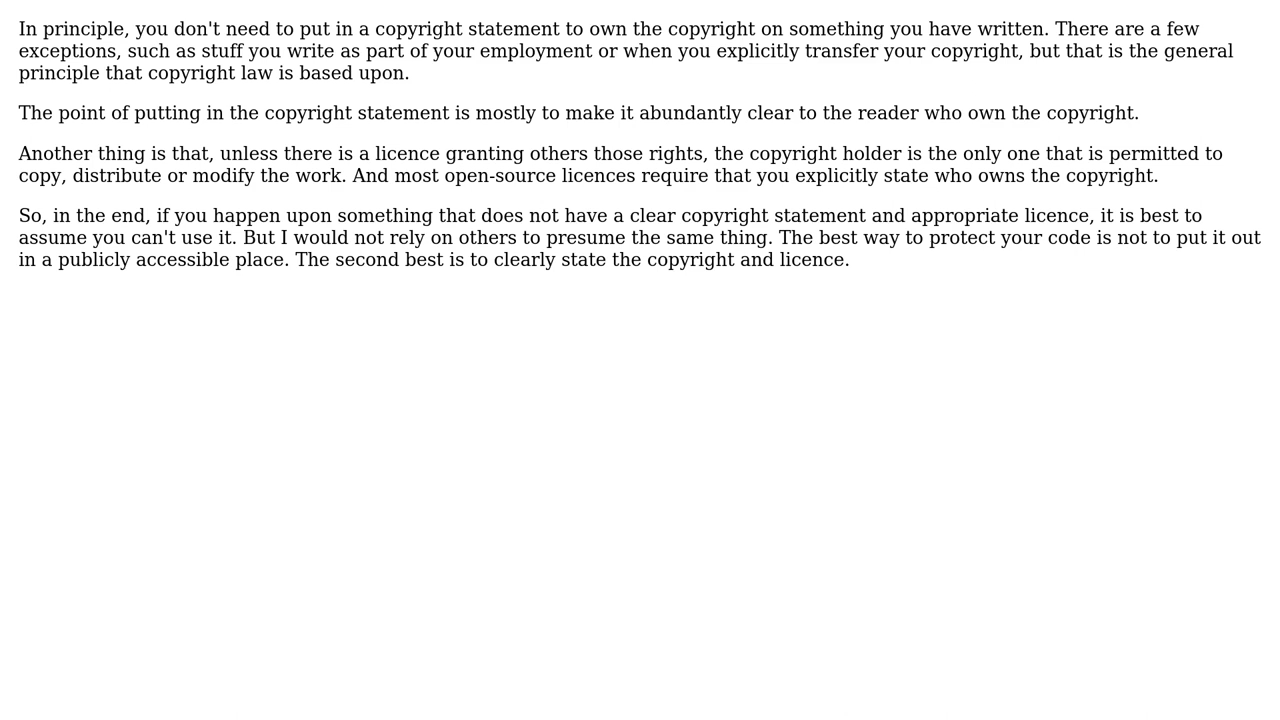 In principle, you don't need to put in a copyright statement to own the copyright on something you have written. There are a few
exceptions, such as stuff you write as part of your employment or when you explicitly transfer your copyright, but that is the general
principle that copyright law is based upon.
The point of putting in the copyright statement is mostly to make it abundantly clear to the reader who own the copyright.
Another thing is that, unless there is a licence granting others those rights, the copyright holder is the only one that is permitted to
copy, distribute or modify the work. And most open-source licences require that you explicitly state who owns the copyright.
So, in the end, if you happen upon something that does not have a clear copyright statement and appropriate licence, it is best to
assume you can't use it. But I would not rely on others to presume the same thing. The best way to protect your code is not to put it out
in a publicly accessible place. The second best is to clearly state the copyright and licence.